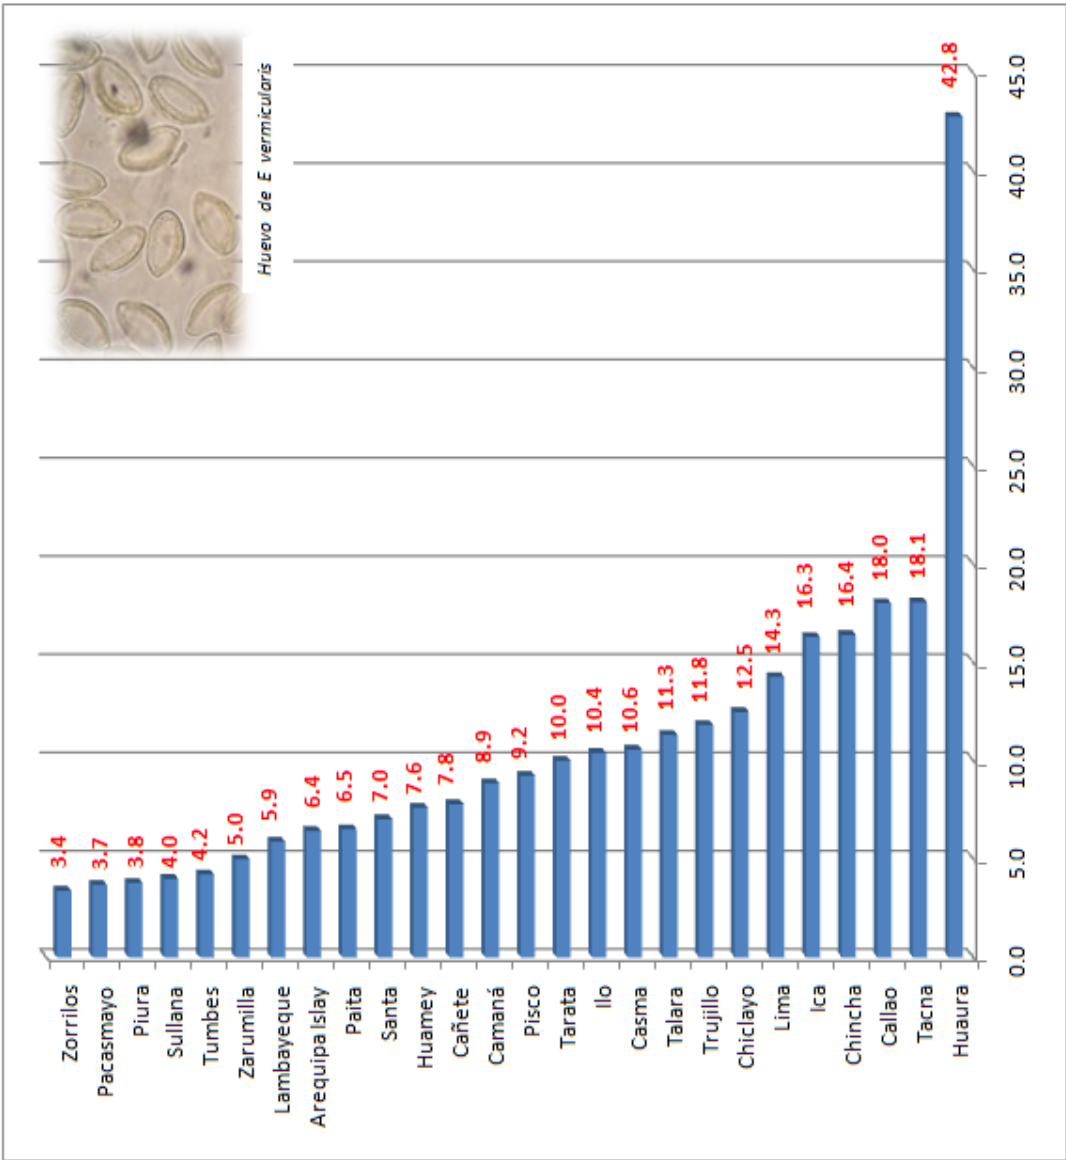 Huevo de E vermicularis
45.0
40.0
35.0
30.0
25.0
20.0
15.0
10.0
5.0
0.0
3.4
3.7
3.8
4.0
4.2
5.0
5.9
6.4
6.5
7.0
7.6
7.8
8.9
9.2
10.0
10.4
10.6
11.3
11.8
12.5
14.3
16.3
16.4
18.0
18.1
42.8
Zorrilos
Pacasmayo
Piura
Sullana
Tumbes
Zarumilla
Lambayeque
Arequipa Islay
Paita
Santa
Huamey
Cañete
Camaná
Pisco
Tarata
Ilo
Casma
Talara
Trujillo
Chiclayo
Lima
Ica
Chincha
Callao
Tacna
Huaura